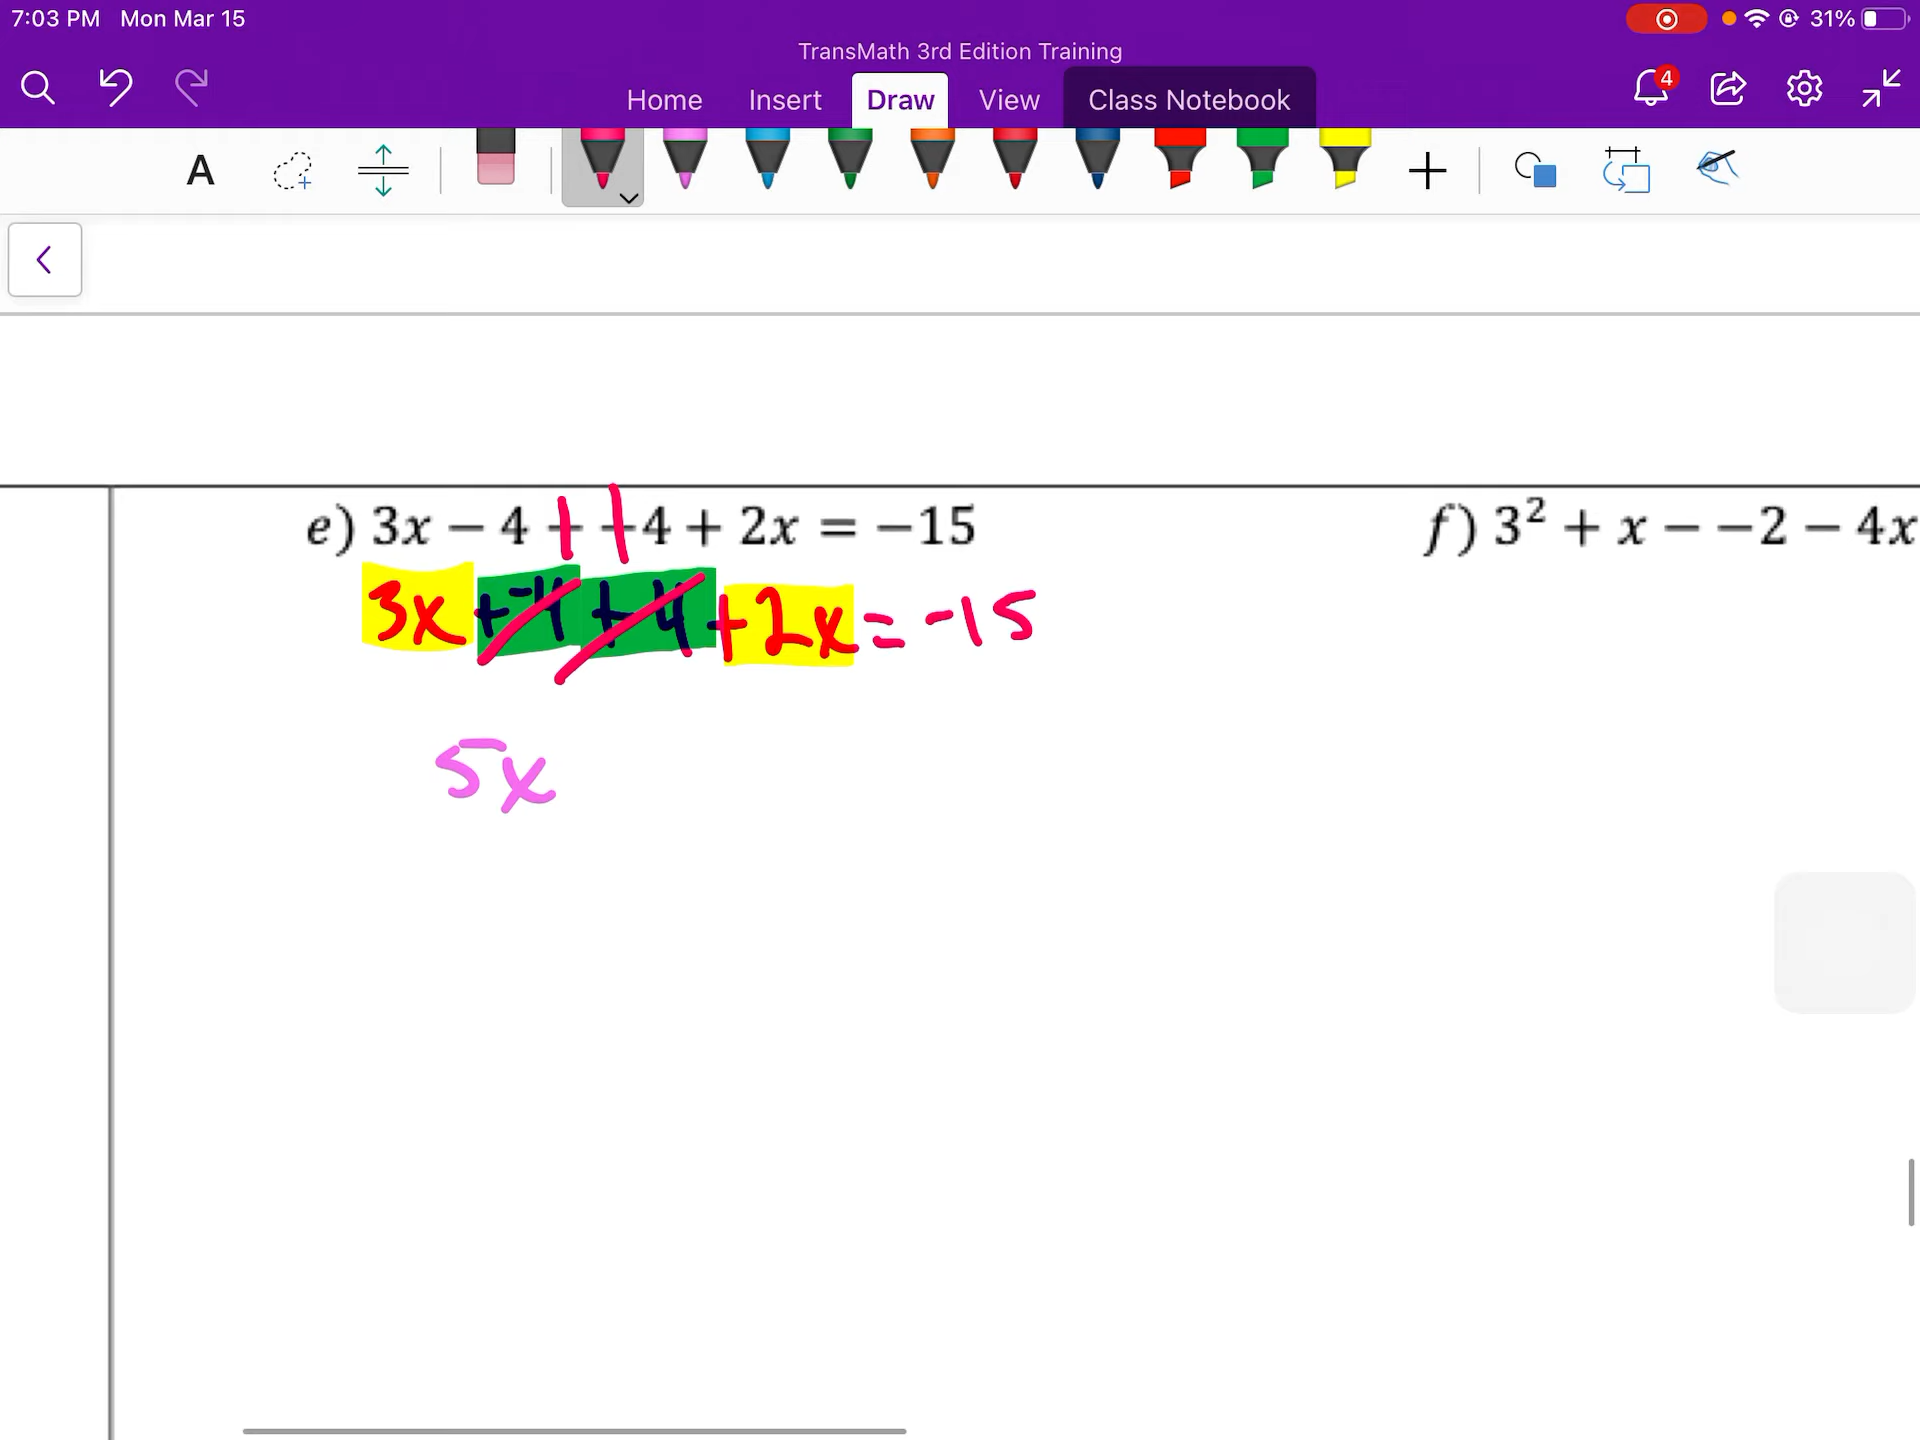 7:03 PM Mon Mar 15
31%
TransMath 3rd Edition Training
Home Insert Draw View Class Notebook
4
A
e) 3x − 4 − −4 + 2x = −15
f) 3² + x − −2 − 4x
3x +-4 +4 +2x = -15
5x